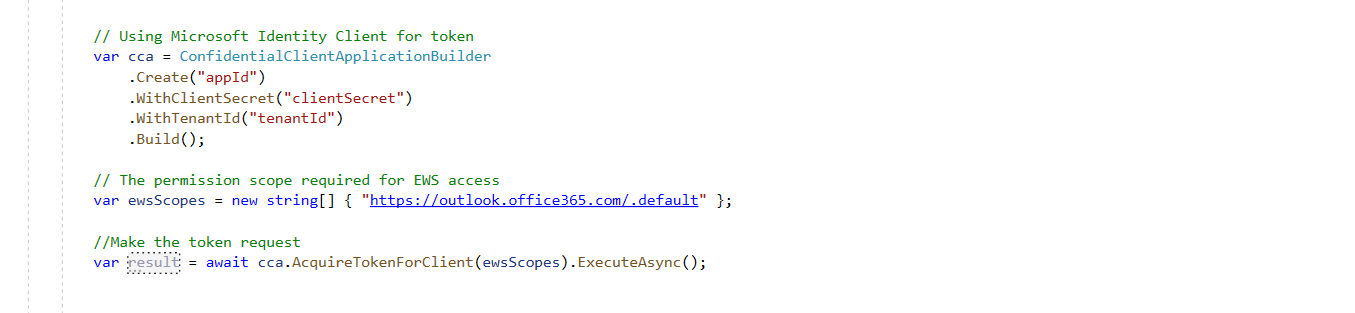 // Using Microsoft Identity Client for token
var cca = ConfidentialClientApplicationBuilder
.Create("appId")
.WithClientSecret("clientSecret")
.WithTenantId("tenantId")
.Build();
// The permission scope required for EWS access
var ewsScopes = new string[] { "https://outlook.office365.com/.default" };
//Make the token request
var result = await cca.AcquireTokenForClient(ewsScopes).ExecuteAsync();